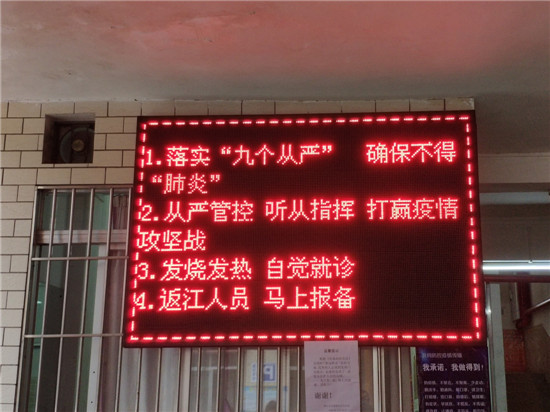 1.落实“九个从严” 确保不得
“肺炎”
2.从严管控 听从指挥 打赢疫情
攻坚战
3.发烧发热 自觉就诊
4.返江人员 马上报备
谢谢!
我承诺，我做得到!